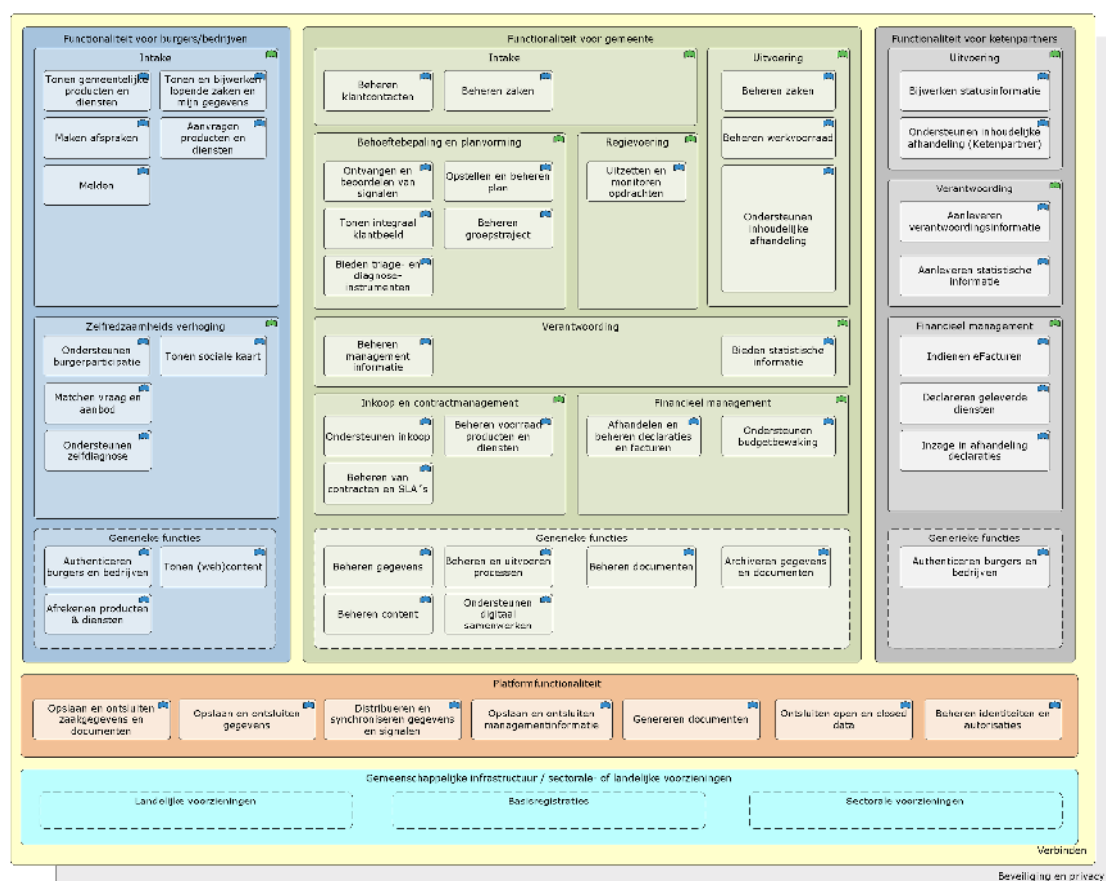 Functionaliteit voor burgers/bedrijven
Intake
Tonen gemeentelijke
producten en
diensten
Tonen en bijwerken
lopende zaken en
mijn gegevens
Maken afspraken
Aanvragen
producten en
diensten
Melden
Zelfredzaamheids verhoging
Ondersteunen
burgerparticipatie
Tonen sociale kaart
Matchen vraag en
aanbod
Ondersteunen
zelfdiagnose
Generieke functies
Authenticeren
burgers en bedrijven
Tonen (web)content
Afrekenen producten
& diensten
Functionaliteit voor gemeente
Intake
Beheren
klantcontacten
Beheren zaken
Uitvoering
Beheren zaken
Beheren werkvoorraad
Ondersteunen
inhoudelijke
afhandeling
Behoeftebepaling en planvorming
Ontvangen en
beoordelen van
signalen
Opstellen en beheren
plan
Tonen integraal
klantbeeld
Beheren
groepstraject
Bieden triage- en
diagnose-
instrumenten
Regievoering
Uitzetten en
monitoren
opdrachten
Verantwoording
Beheren
management
informatie
Bieden statistische
informatie
Inkoop en contractmanagement
Ondersteunen inkoop
Beheren voorraad
producten en
diensten
Beheren van
contracten en SLA´s
Financieel management
Afhandelen en
beheren declaraties
en facturen
Ondersteunen
budgetbewaking
Generieke functies
Beheren gegevens
Beheren en uitvoeren
processen
Beheren documenten
Archiveren gegevens
en documenten
Beheren content
Ondersteunen
digitaal
samenwerken
Functionaliteit voor ketenpartners
Uitvoering
Bijwerken statusinformatie
Ondersteunen inhoudelijke
afhandeling (Ketenpartner)
Verantwoording
Aanleveren
verantwoordingsinformatie
Aanleveren statistische
informatie
Financieel management
Indienen eFacturen
Declareren geleverde
diensten
Inzage in afhandeling
declaraties
Generieke functies
Authenticeren burgers en
bedrijven
Platformfunctionaliteit
Opslaan en ontsluiten
zaakgegevens en
documenten
Opslaan en ontsluiten
gegevens
Distribueren en
synchroniseren gegevens
en signalen
Opslaan en ontsluiten
managementinformatie
Genereren documenten
Ontsluiten open en closed
data
Beheren identiteiten en
autorisaties
Gemeenschappelijke infrastructuur / sectorale- of landelijke voorzieningen
Landelijke voorzieningen
Basisregistraties
Sectorale voorzieningen
Verbinden
Beveiliging en privacy